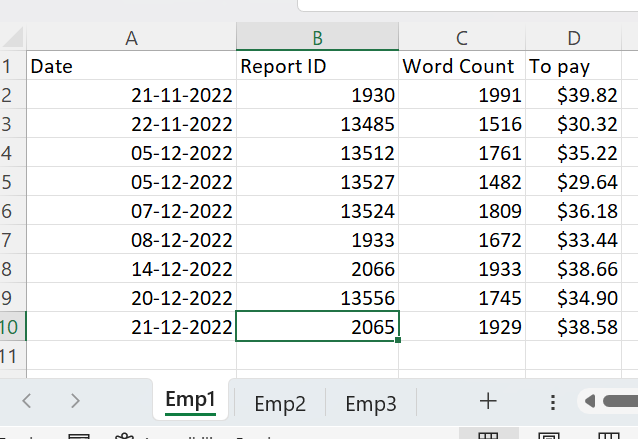 A B C D
1 Date Report ID Word Count To pay
2 21-11-2022 1930 1991 $39.82
3 22-11-2022 13485 1516 $30.32
4 05-12-2022 13512 1761 $35.22
5 05-12-2022 13527 1482 $29.64
6 07-12-2022 13524 1809 $36.18
7 08-12-2022 1933 1672 $33.44
8 14-12-2022 2066 1933 $38.66
9 20-12-2022 13556 1745 $34.90
10 21-12-2022 2065 1929 $38.58
11
Emp1 Emp2 Emp3